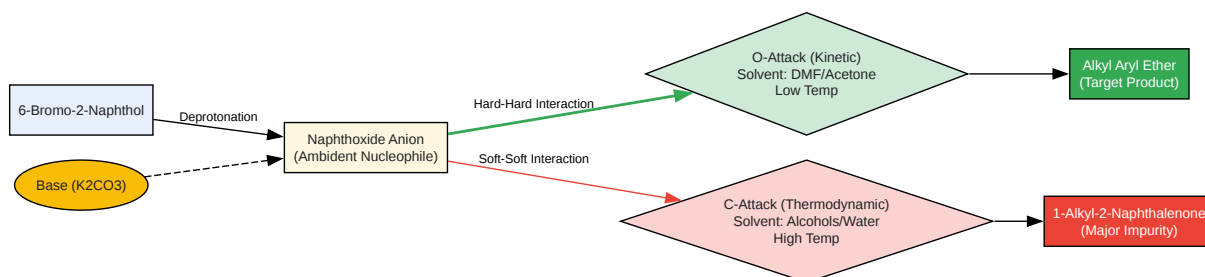 6-Bromo-2-Naphthol
Base (K2CO3)
Deprotonation
Naphthoxide Anion
(Ambident Nucleophile)
Hard-Hard Interaction
Soft-Soft Interaction
O-Attack (Kinetic)
Solvent: DMF/Acetone
Low Temp
Alkyl Aryl Ether
(Target Product)
C-Attack (Thermodynamic)
Solvent: Alcohols/Water
High Temp
1-Alkyl-2-Naphthalenone
(Major Impurity)